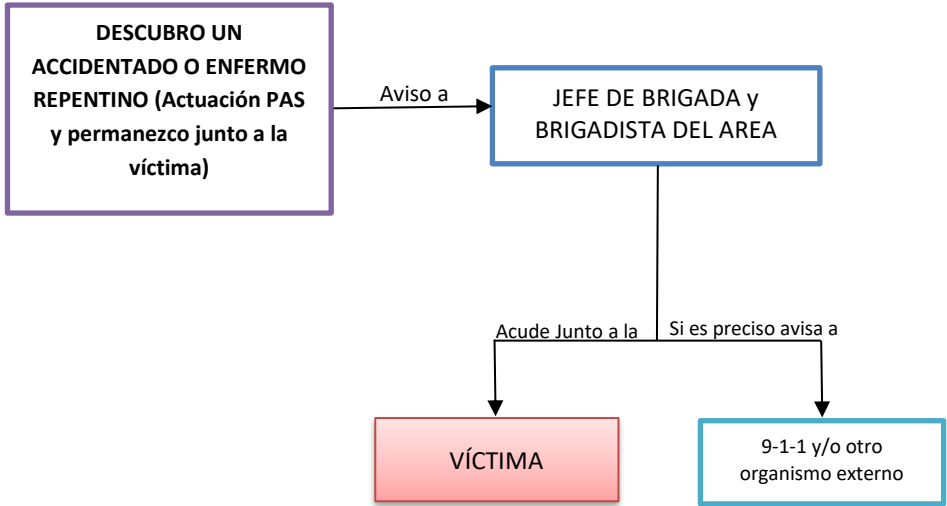 DESCUBRO UN
ACCIDENTADO O ENFERMO
REPENTINO (Actuación PAS
y permanezco junto a la
víctima)
Aviso a
JEFE DE BRIGADA y
BRIGADISTA DEL AREA
Acude Junto a la
Si es preciso avisa a
VÍCTIMA
9-1-1 y/o otro
organismo externo